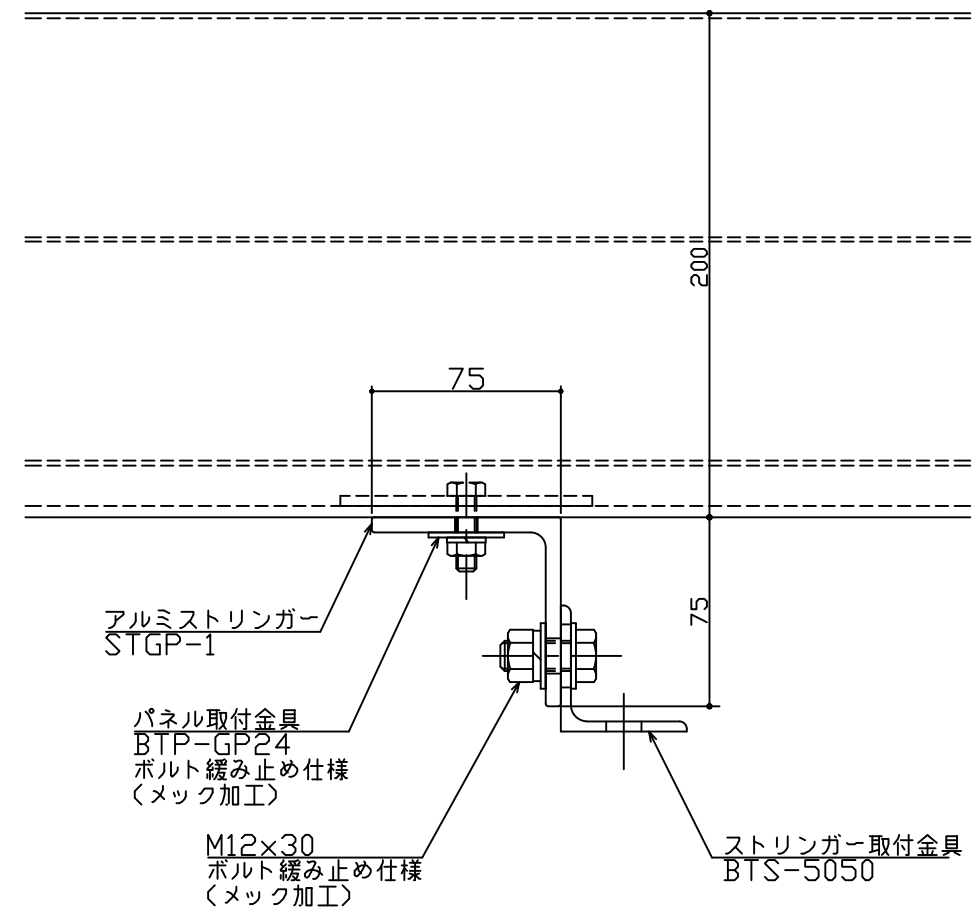 200
75
75
アルミストリンガー
STGP-1
パネル取付金具
BTP-GP24
ボルト緩み止め仕様
(メック加工)
M12x30
ボルト緩み止め仕様
(メック加工)
ストリンガー取付金具
BTS-5050